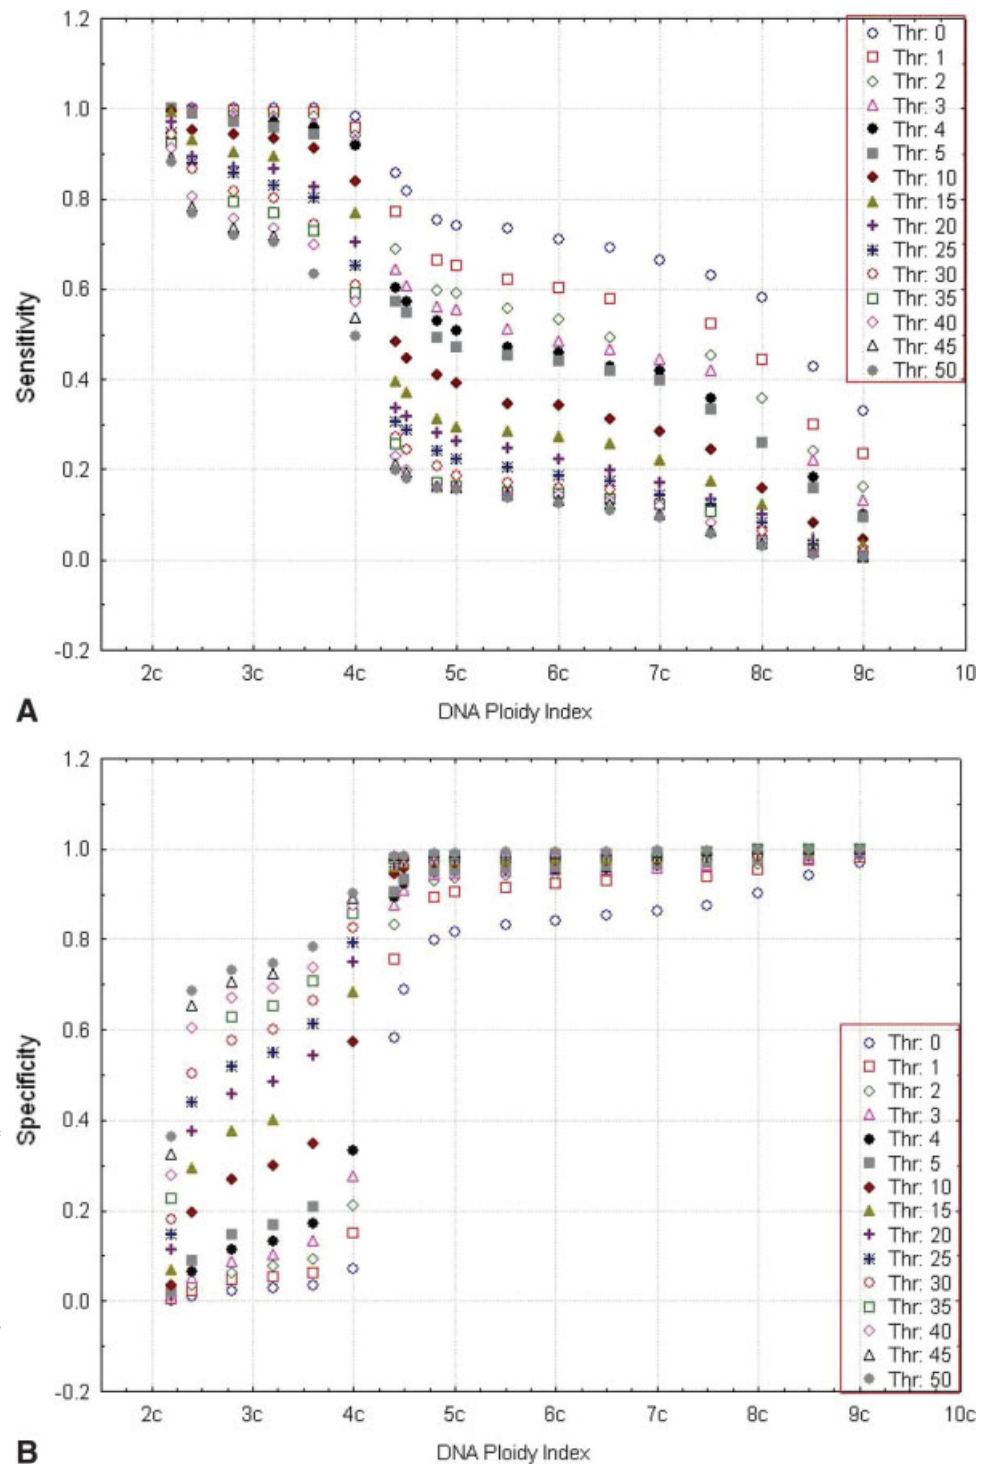 1.2
1.0
0.8
0.6
0.4
0.2
0.0
-0.2
Sensitivity
2c 3c 4c 5c 6c 7c 8c 9c 10
DNA Ploidy Index
A
Thr: 0
Thr: 1
Thr: 2
Thr: 3
Thr: 4
Thr: 5
Thr: 10
Thr: 15
Thr: 20
Thr: 25
Thr: 30
Thr: 35
Thr: 40
Thr: 45
Thr: 50
1.2
1.0
0.8
0.6
0.4
0.2
0.0
-0.2
Specificity
2c 3c 4c 5c 6c 7c 8c 9c 10c
DNA Ploidy Index
B
Thr: 0
Thr: 1
Thr: 2
Thr: 3
Thr: 4
Thr: 5
Thr: 10
Thr: 15
Thr: 20
Thr: 25
Thr: 30
Thr: 35
Thr: 40
Thr: 45
Thr: 50